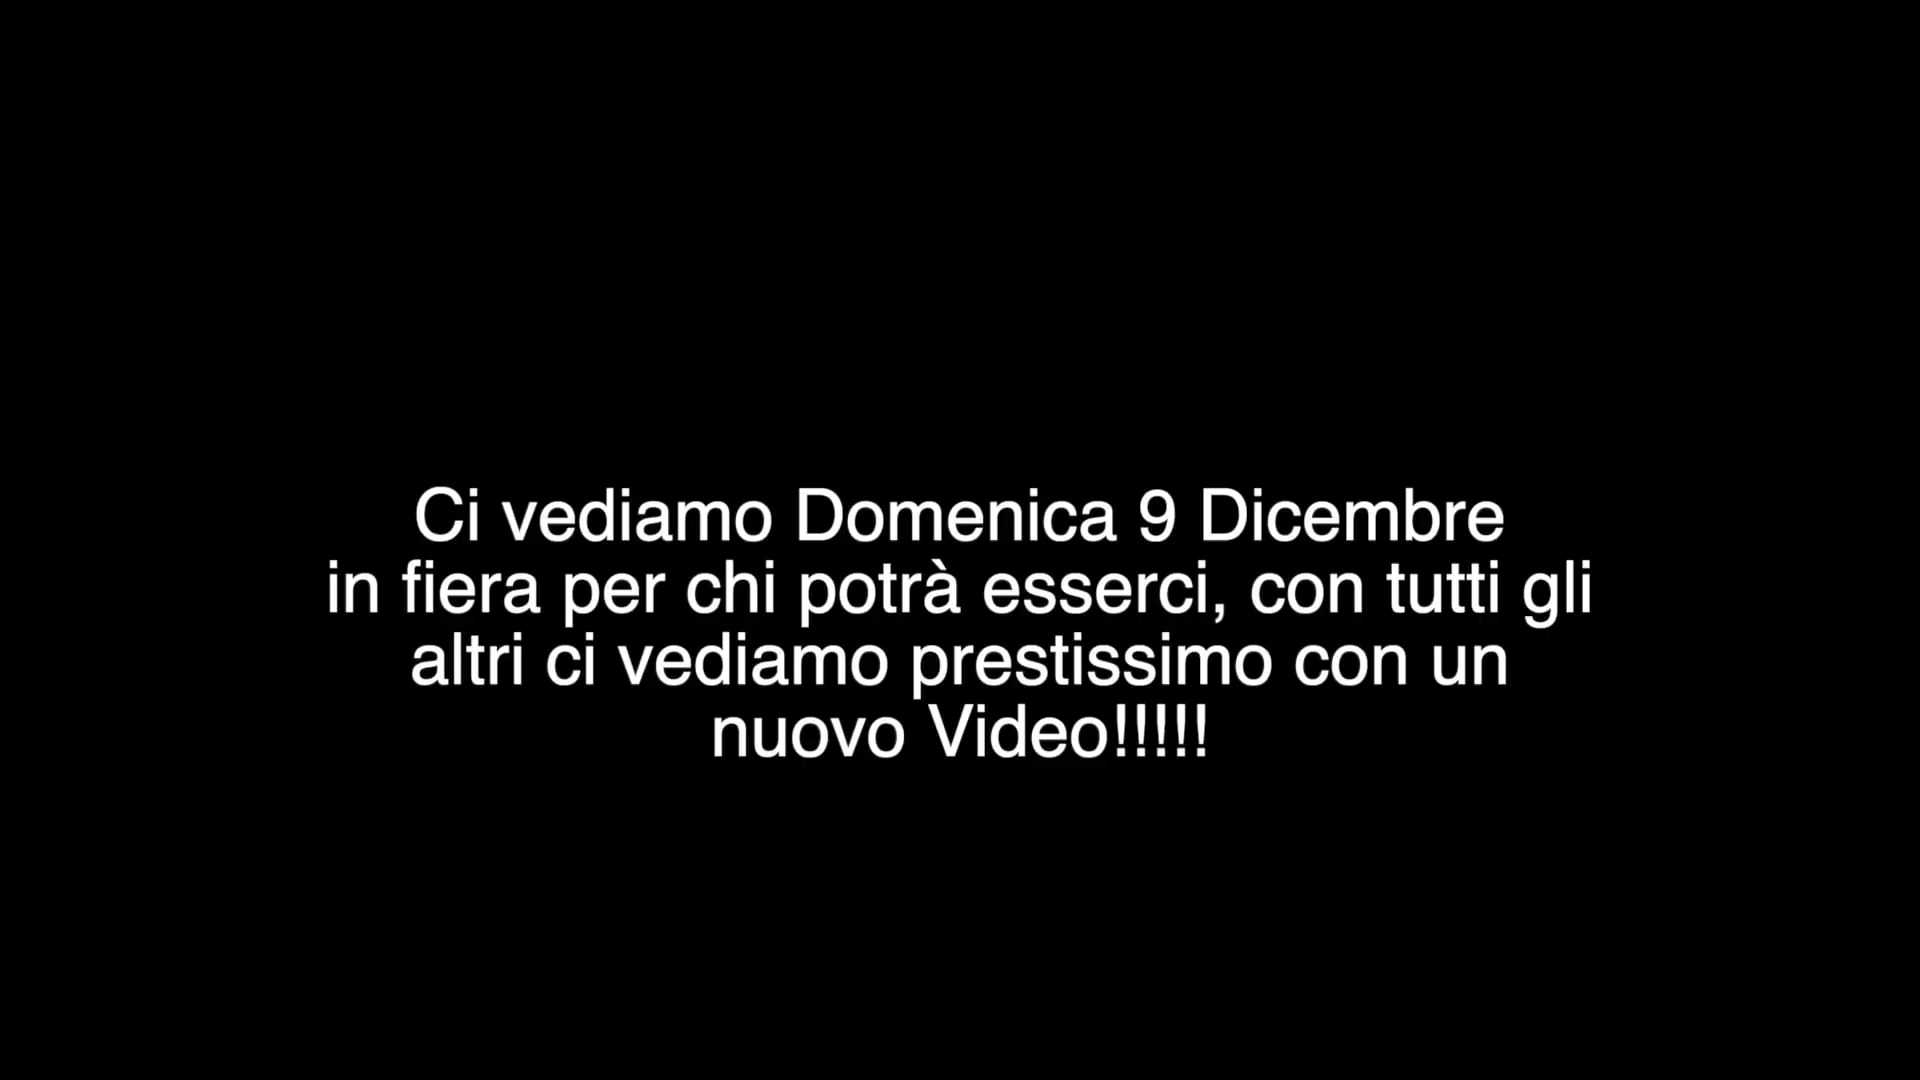 Ci vediamo Domenica 9 Dicembre
in fiera per chi potrà esserci, con tutti gli
altri ci vediamo prestissimo con un
nuovo Video!!!!!